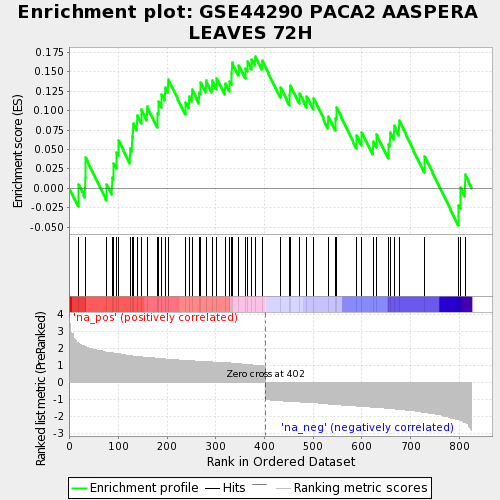 Enrichment plot: GSE44290 PACA2 AASPERA
LEAVES 72H
Enrichment score (ES)
0.175
0.150
0.125
0.100
0.075
0.050
0.025
0.000
-0.025
-0.050
'na_pos' (positively correlated)
Ranked list metric (PreRanked)
4
3
2
1
0
-1
-2
-3
Zero cross at 402
'na_neg' (negatively correlated)
0 100 200 300 400 500 600 700 800
Rank in Ordered Dataset
Enrichment profile Hits Ranking metric scores